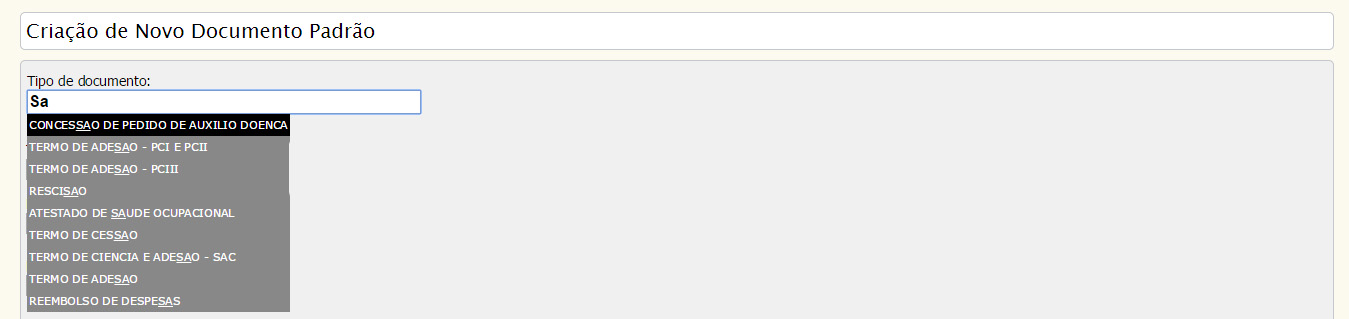 Criação de Novo Documento Padrão
Tipo de documento:
Sa
CONCESSAO DE PEDIDO DE AUXILIO DOENCA
TERMO DE ADESAO - PCI E PCII
TERMO DE ADESAO - PCIII
RESCISAO
ATESTADO DE SAUDE OCUPACIONAL
TERMO DE CESSAO
TERMO DE CIENCIA E ADESAO - SAC
TERMO DE ADESAO
REEMBOLSO DE DESPESAS